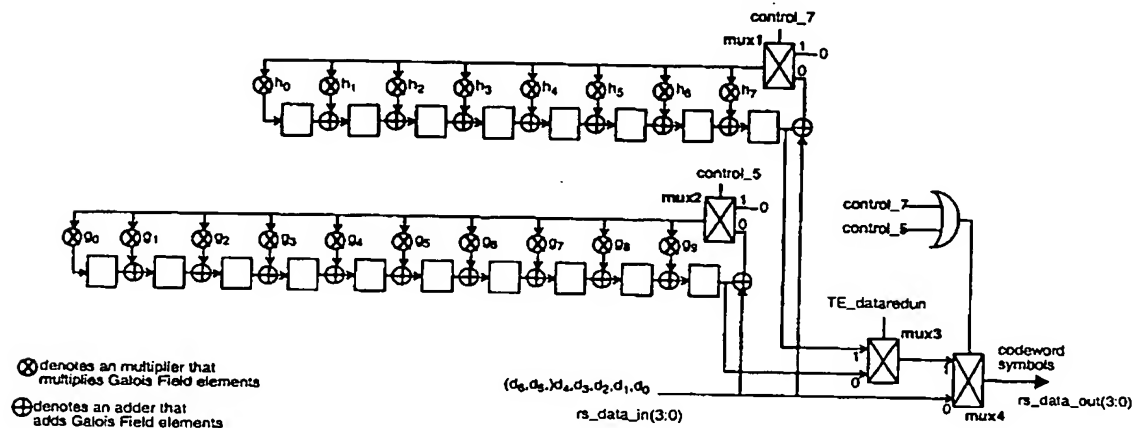 control_7
mux1
1
0
0
h0 h1 h2 h3 h4 h5 h6 h7
control_5
mux2
1
0
0
g0 g1 g2 g3 g4 g5 g6 g7 g8 g9
control_7
control_5
TE_dataredun
mux3
1
0
codeword
symbols
1
0
mux4
rs_data_out(3:0)
(d6,d5,)d4,d3,d2,d1,d0
rs_data_in(3:0)
⊗ denotes an multiplier that
multiplies Galois Field elements
⊕ denotes an adder that
adds Galois Field elements